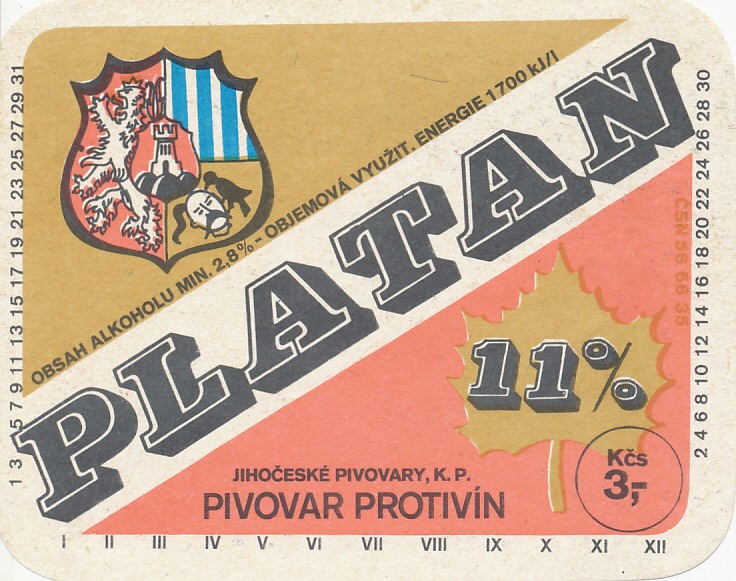 1 3 5 7 9 11 13 15 17 19 21 23 25 27 29 31
OBSAH ALKOHOLU MIN. 2,8% - OBJEMOVÁ VYUŽIT. ENERGIE 1700 kJ/l
PLATAN
11%
ČSN 56 66 35
2 4 6 8 10 12 14 16 18 20 22 24 26 28 30
JIHOČESKÉ PIVOVARY, K. P.
PIVOVAR PROTIVÍN
Kčs
3,-
I II III IV V VI VII VIII IX X XI XII